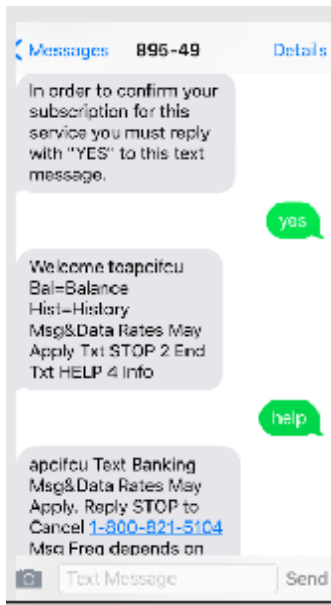 Messages 895-49 Details
In order to confirm your
subscription for this
service you must reply
with "YES" to this text
message.
yes
Welcome toapcifcu
Bal=Balance
Hist=History
Msg&Data Rates May
Apply Txt STOP 2 End
Txt HELP 4 Info
help
apcifcu Text Banking
Msg&Data Rates May
Apply. Reply STOP to
Cancel 1-800-821-5104
Msg Freq depends on
Text Message Send